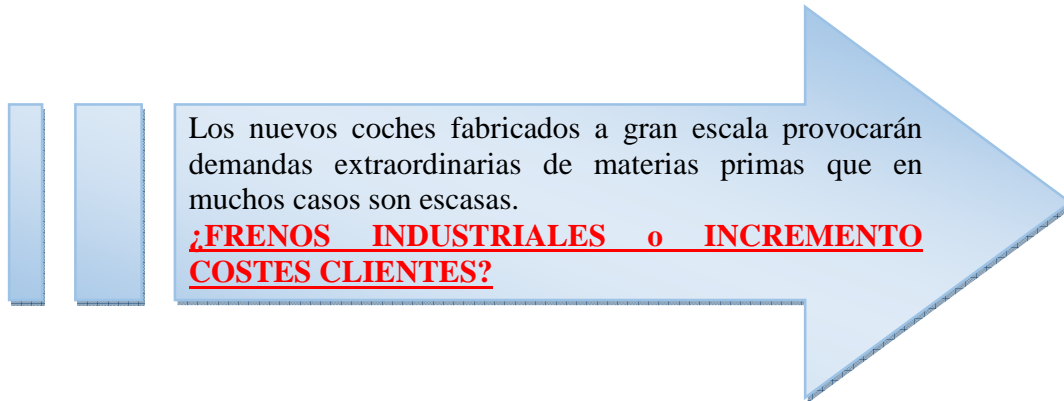 Los nuevos coches fabricados a gran escala provocarán
demandas extraordinarias de materias primas que en
muchos casos son escasas.
¿FRENOS INDUSTRIALES o INCREMENTO
COSTES CLIENTES?